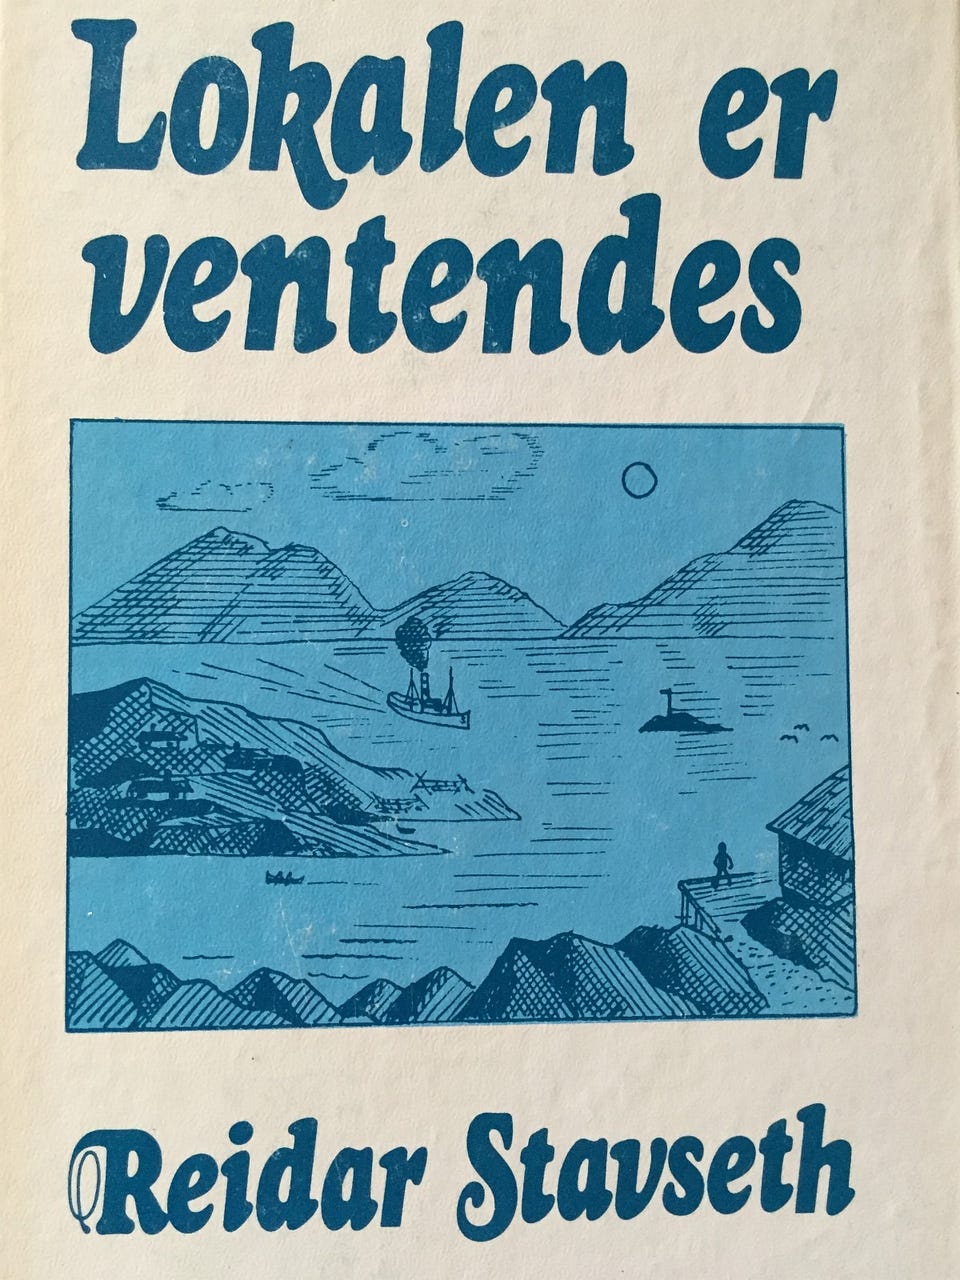 Lokalen er
ventendes
Reidar Stavseth